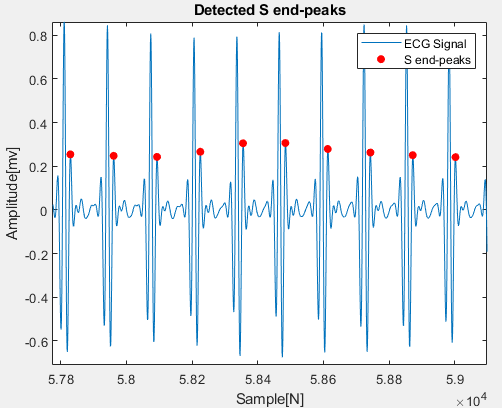 Detected S end-peaks
ECG Signal
S end-peaks
Amplitude[mv]
0.8
0.6
0.4
0.2
0
-0.2
-0.4
-0.6
5.78 5.8 5.82 5.84 5.86 5.88 5.9
Sample[N]
×10⁴